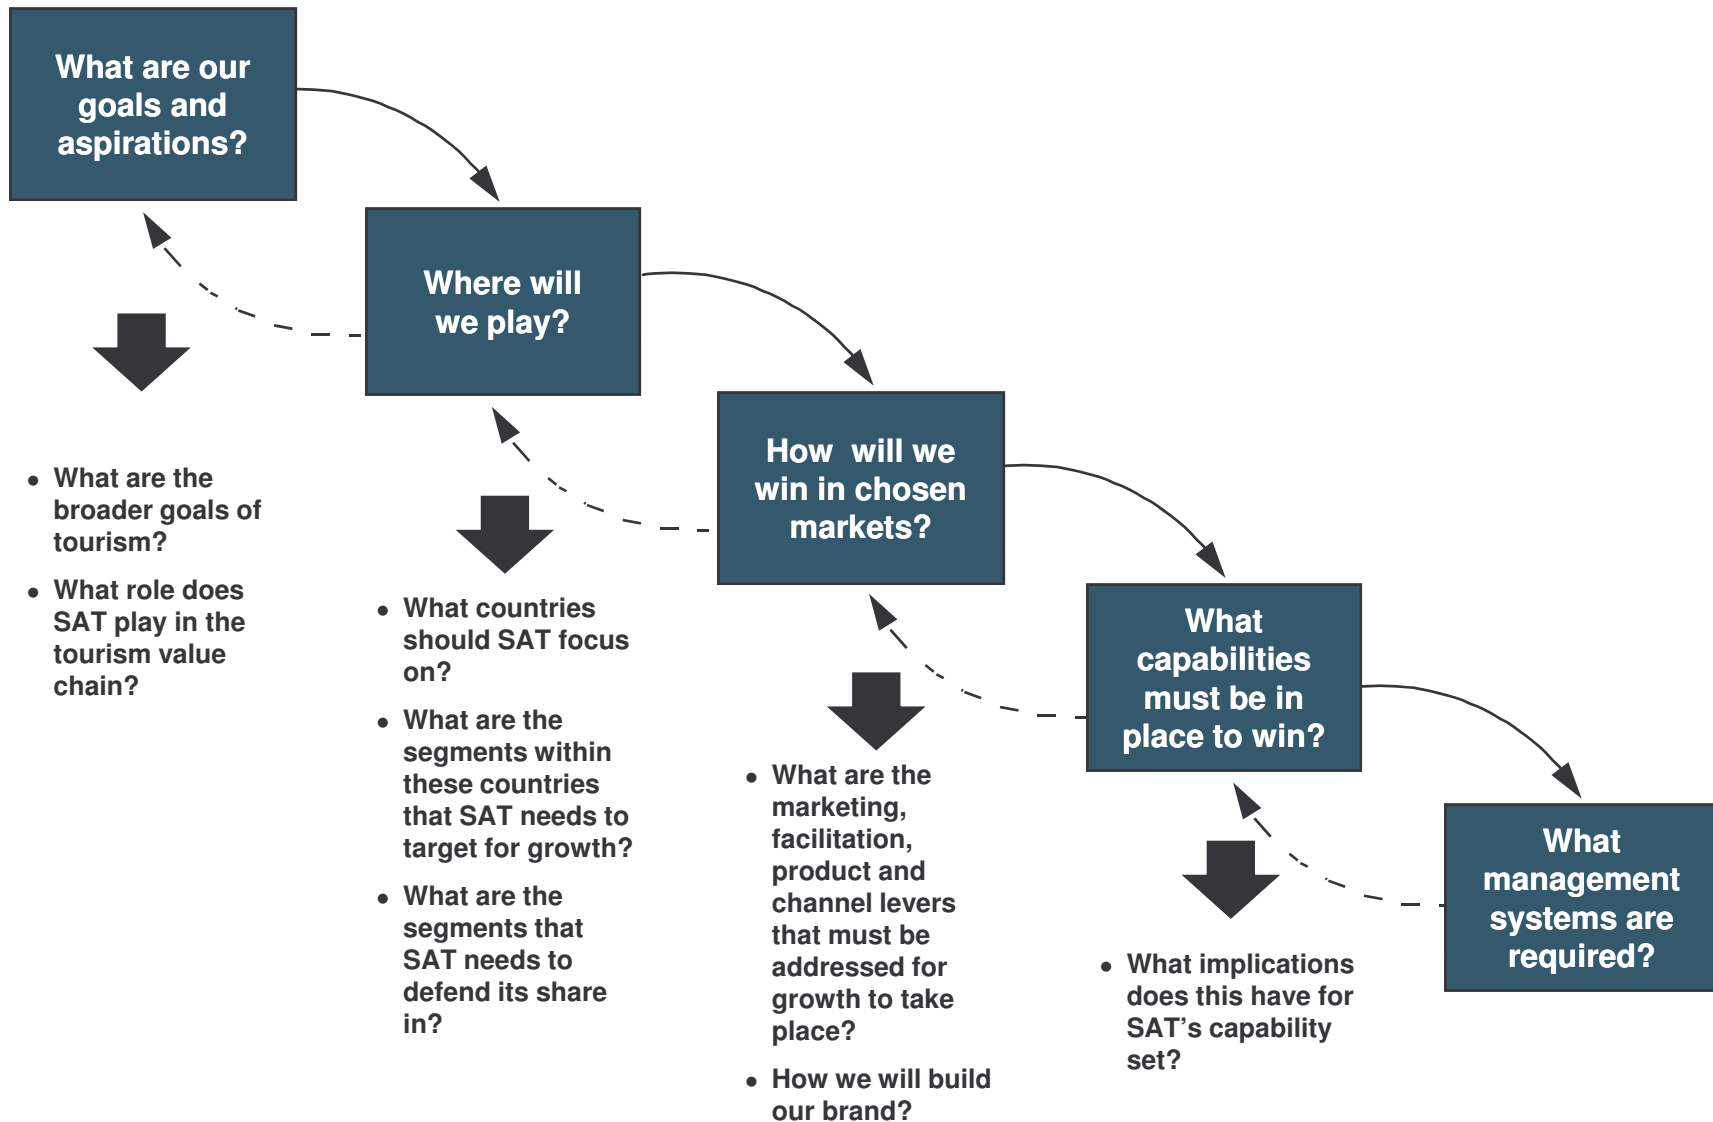 What are our
goals and
aspirations?
Where will
we play?
How  will we
win in chosen
markets?
What
capabilities
must be in
place to win?
What
management
systems are
required?
• What are the
broader goals of
tourism?
• What role does
SAT play in the
tourism value
chain?
• What countries
should SAT focus
on?
• What are the
segments within
these countries
that SAT needs to
target for growth?
• What are the
segments that
SAT needs to
defend its share
in?
• What are the
marketing,
facilitation,
product and
channel levers
that must be
addressed for
growth to take
place?
• How we will build
our brand?
• What implications
does this have for
SAT’s capability
set?